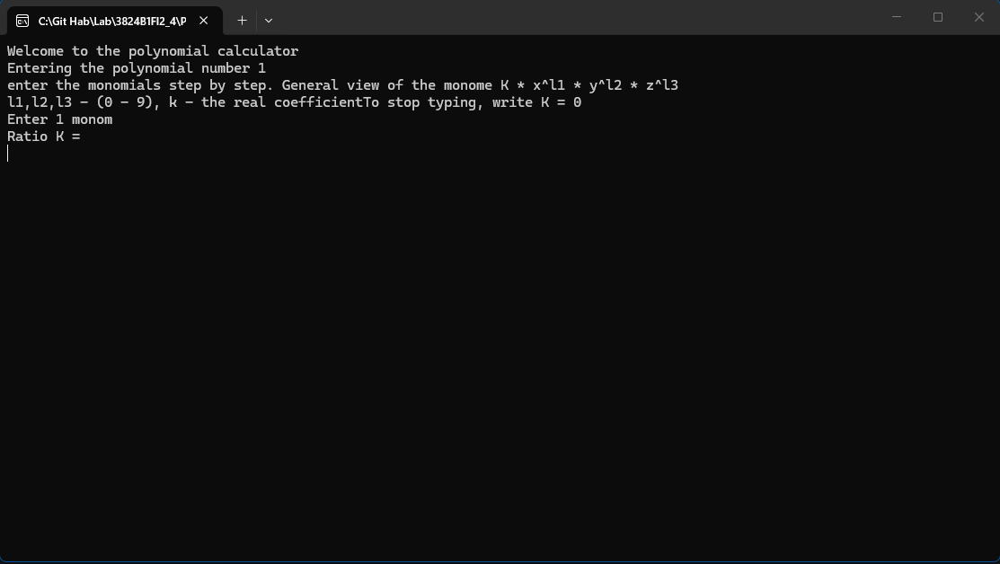 C:\Git Hab\Lab\3824B1FI2_4\P
Welcome to the polynomial calculator
Entering the polynomial number 1
enter the monomials step by step. General view of the monome K * x^l1 * y^l2 * z^l3
l1,l2,l3 - (0 - 9), k - the real coefficientTo stop typing, write K = 0
Enter 1 monom
Ratio K =